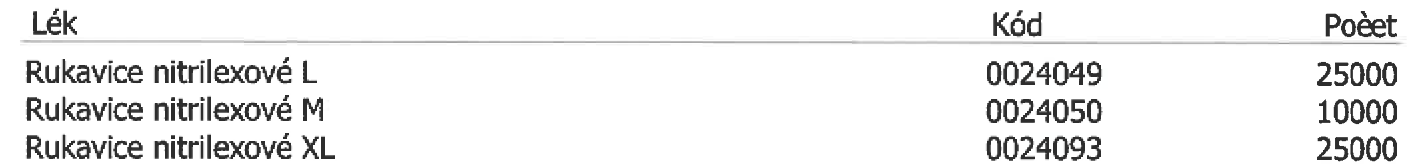 Lék Kód Poèet
Rukavice nitrilexové L 0024049 25000
Rukavice nitrilexové M 0024050 10000
Rukavice nitrilexové XL 0024093 25000